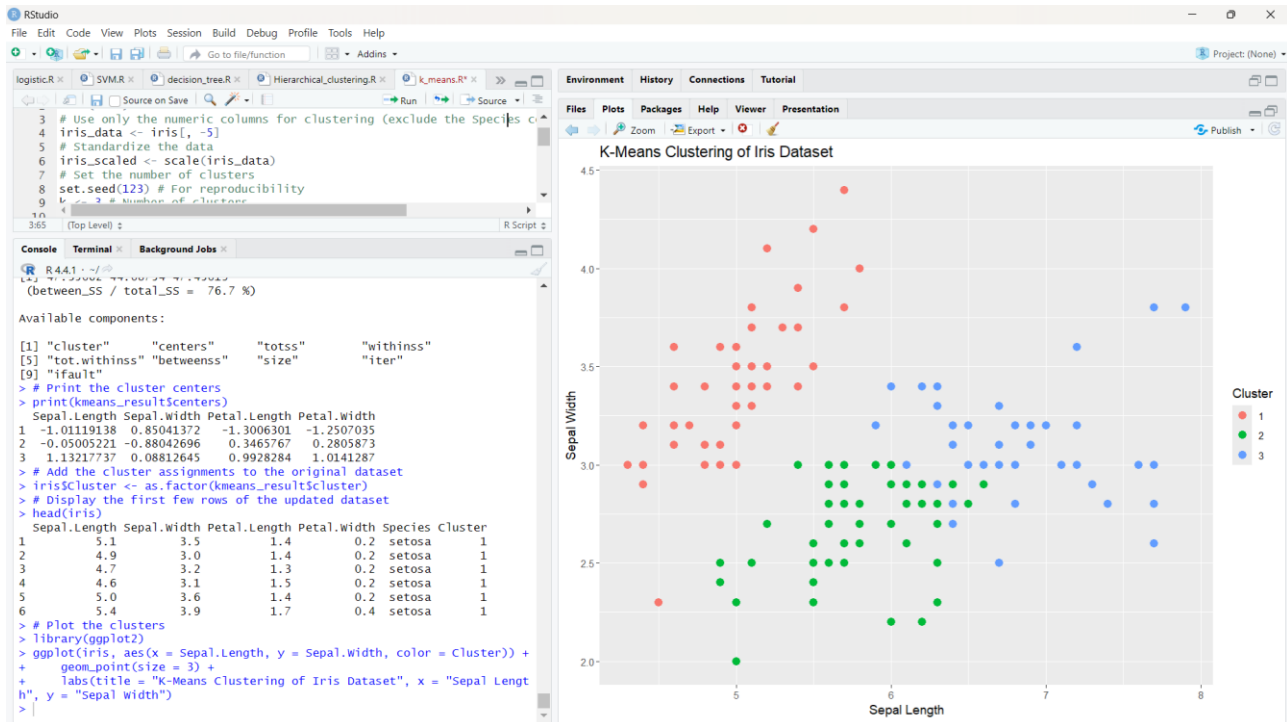 RStudio
File Edit Code View Plots Session Build Debug Profile Tools Help
Go to file/function
Addins
Project: (None)
logistic.R
SVM.R
decision_tree.R
Hierarchical_clustering.R
k_means.R*
Source on Save
Run
Source
3 # Use only the numeric columns for clustering (exclude the Species c
4 iris_data <- iris[, -5]
5 # Standardize the data
6 iris_scaled <- scale(iris_data)
7 # Set the number of clusters
8 set.seed(123) # For reproducibility
9 k <- 3 # Number of clusters
10
3:65 (Top Level) R Script
Console Terminal Background Jobs
R 4.4.1 · ~/
(between_SS / total_SS = 76.7 %)
Available components:
[1] "cluster" "centers" "totss" "withinss"
[5] "tot.withinss" "betweenss" "size" "iter"
[9] "ifault"
> # Print the cluster centers
> print(kmeans_result$centers)
Sepal.Length Sepal.Width Petal.Length Petal.Width
1 -1.01119138 0.85041372 -1.3006301 -1.2507035
2 -0.05005221 -0.88042696 0.3465767 0.2805873
3 1.13217737 0.08812645 0.9928284 1.0141287
> # Add the cluster assignments to the original dataset
> iris$Cluster <- as.factor(kmeans_result$cluster)
> # Display the first few rows of the updated dataset
> head(iris)
Sepal.Length Sepal.Width Petal.Length Petal.Width Species Cluster
1 5.1 3.5 1.4 0.2 setosa 1
2 4.9 3.0 1.4 0.2 setosa 1
3 4.7 3.2 1.3 0.2 setosa 1
4 4.6 3.1 1.5 0.2 setosa 1
5 5.0 3.6 1.4 0.2 setosa 1
6 5.4 3.9 1.7 0.4 setosa 1
> # Plot the clusters
> library(ggplot2)
> ggplot(iris, aes(x = Sepal.Length, y = Sepal.Width, color = Cluster)) +
+ geom_point(size = 3) +
+ labs(title = "K-Means Clustering of Iris Dataset", x = "Sepal Lengt
h", y = "Sepal Width")
>
Environment History Connections Tutorial
Files Plots Packages Help Viewer Presentation
Zoom Export Publish
K-Means Clustering of Iris Dataset
4.5
4.0
3.5
3.0
2.5
2.0
Sepal Width
5 6 7 8
Sepal Length
Cluster
1
2
3